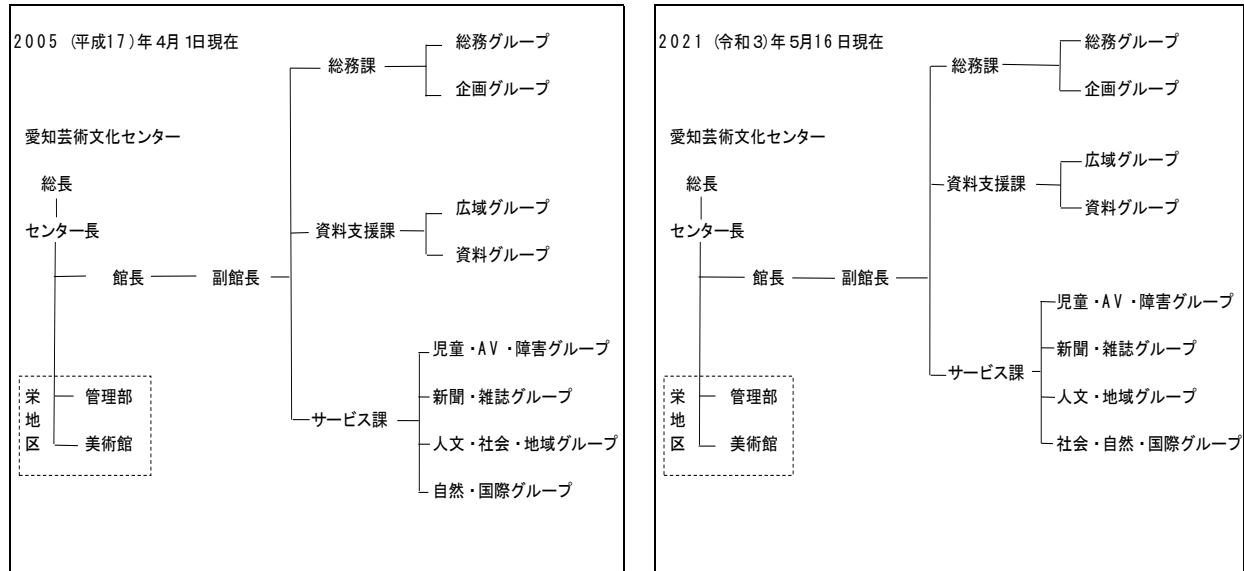 2005 (平成17)年4月1日現在
総務グループ
総務課
企画グループ
愛知芸術文化センター
総長
広域グループ
センター長
資料支援課
資料グループ
館長
副館長
児童・AV・障害グループ
栄地区
管理部
新聞・雑誌グループ
サービス課
美術館
人文・社会・地域グループ
自然・国際グループ
2021 (令和3)年5月16日現在
総務グループ
総務課
企画グループ
愛知芸術文化センター
広域グループ
総長
資料支援課
資料グループ
センター長
館長
副館長
児童・AV・障害グループ
新聞・雑誌グループ
サービス課
栄地区
管理部
人文・地域グループ
美術館
社会・自然・国際グループ